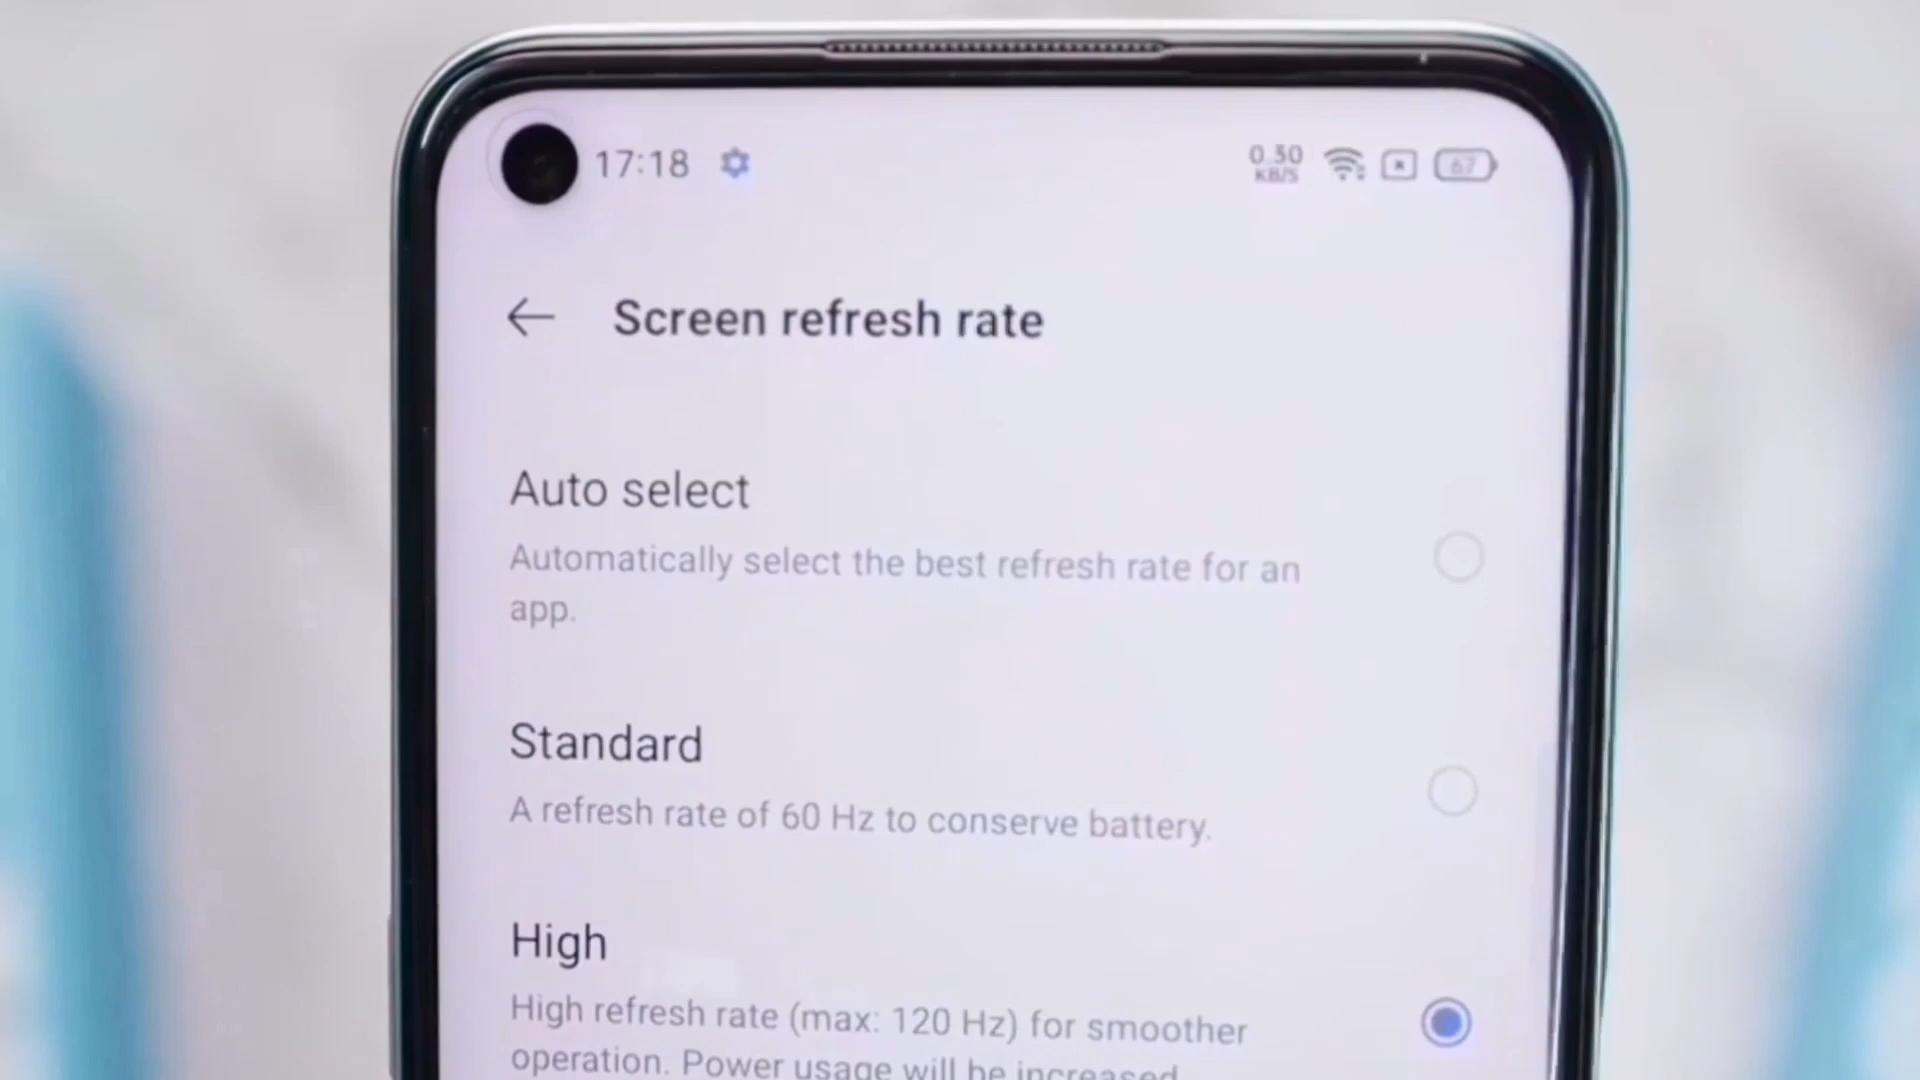 17:18
0.30
KB/S
67
Screen refresh rate
Auto select
Automatically select the best refresh rate for an
app.
Standard
A refresh rate of 60 Hz to conserve battery.
High
High refresh rate (max: 120 Hz) for smoother
operation. Power usage will be increased